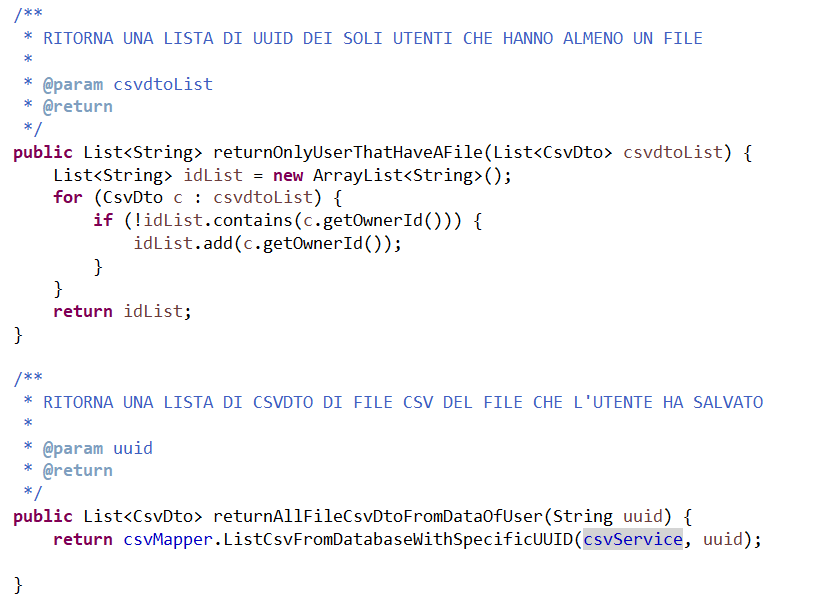 /**
 * RITORNA UNA LISTA DI UUID DEI SOLI UTENTI CHE HANNO ALMENO UN FILE
 *
 * @param csvdtoList
 * @return
 */
public List<String> returnOnlyUserThatHaveAFile(List<CsvDto> csvdtoList) {
    List<String> idList = new ArrayList<String>();
    for (CsvDto c : csvdtoList) {
        if (!idList.contains(c.getOwnerId())) {
            idList.add(c.getOwnerId());
        }
    }
    return idList;
}

/**
 * RITORNA UNA LISTA DI CSVDTO DI FILE CSV DEL FILE CHE L'UTENTE HA SALVATO
 *
 * @param uuid
 * @return
 */
public List<CsvDto> returnAllFileCsvDtoFromDataOfUser(String uuid) {
    return csvMapper.ListCsvFromDatabaseWithSpecificUUID(csvService, uuid);

}